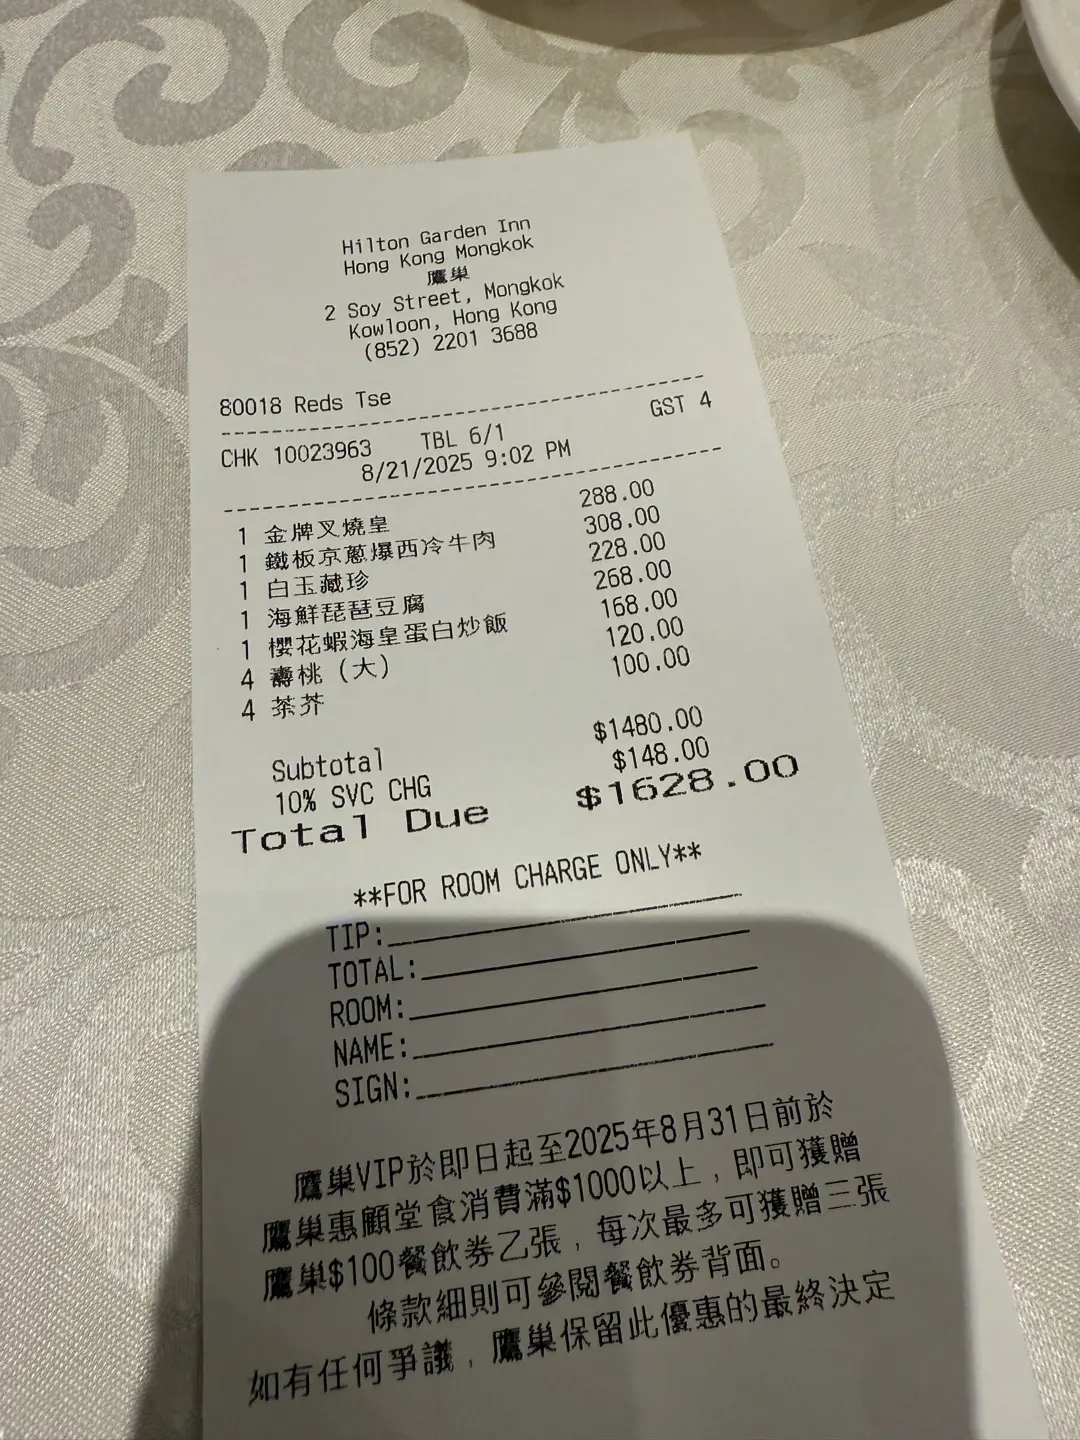 Hilton Garden Inn
Hong Kong Mongkok
鷹巢
2 Soy Street, Mongkok
Kowloon, Hong Kong
(852) 2201 3688
80018 Reds Tse
CHK 10023963 TBL 6/1 GST 4
8/21/2025 9:02 PM
1 金牌叉燒皇 288.00
1 鐵板京蔥爆西冷牛肉 308.00
1 白玉藏珍 228.00
1 海鮮琵琶豆腐 268.00
1 櫻花蝦海皇蛋白炒飯 168.00
4 壽桃 (大) 120.00
4 茶芥 100.00
Subtotal $1480.00
10% SVC CHG $148.00
Total Due $1628.00
**FOR ROOM CHARGE ONLY**
TIP:
TOTAL:
ROOM:
NAME:
SIGN:
鷹巢VIP於即日起至2025年8月31日前於
鷹巢惠顧堂食消費滿$1000以上, 即可獲贈
鷹巢$100餐飲券乙張, 每次最多可獲贈三張
條款細則可參閱餐飲券背面。
如有任何爭議, 鷹巢保留此優惠的最終決定